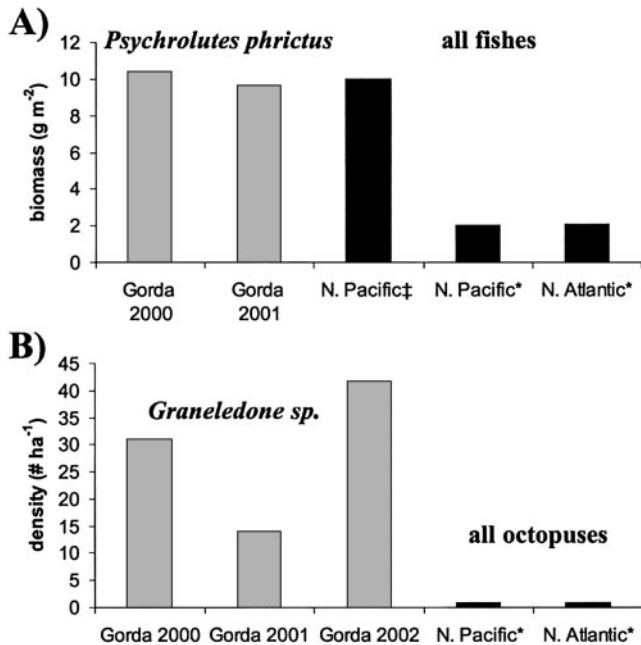 A)
Psychrolutes phrictus all fishes
biomass (g m⁻²)
12
10
8
6
4
2
0
Gorda 2000
Gorda 2001
N. Pacific‡
N. Pacific*
N. Atlantic*
B)
Graneledone sp.
all octopuses
density (# ha⁻¹)
45
40
35
30
25
20
15
10
5
0
Gorda 2000 Gorda 2001 Gorda 2002 N. Pacific* N. Atlantic*